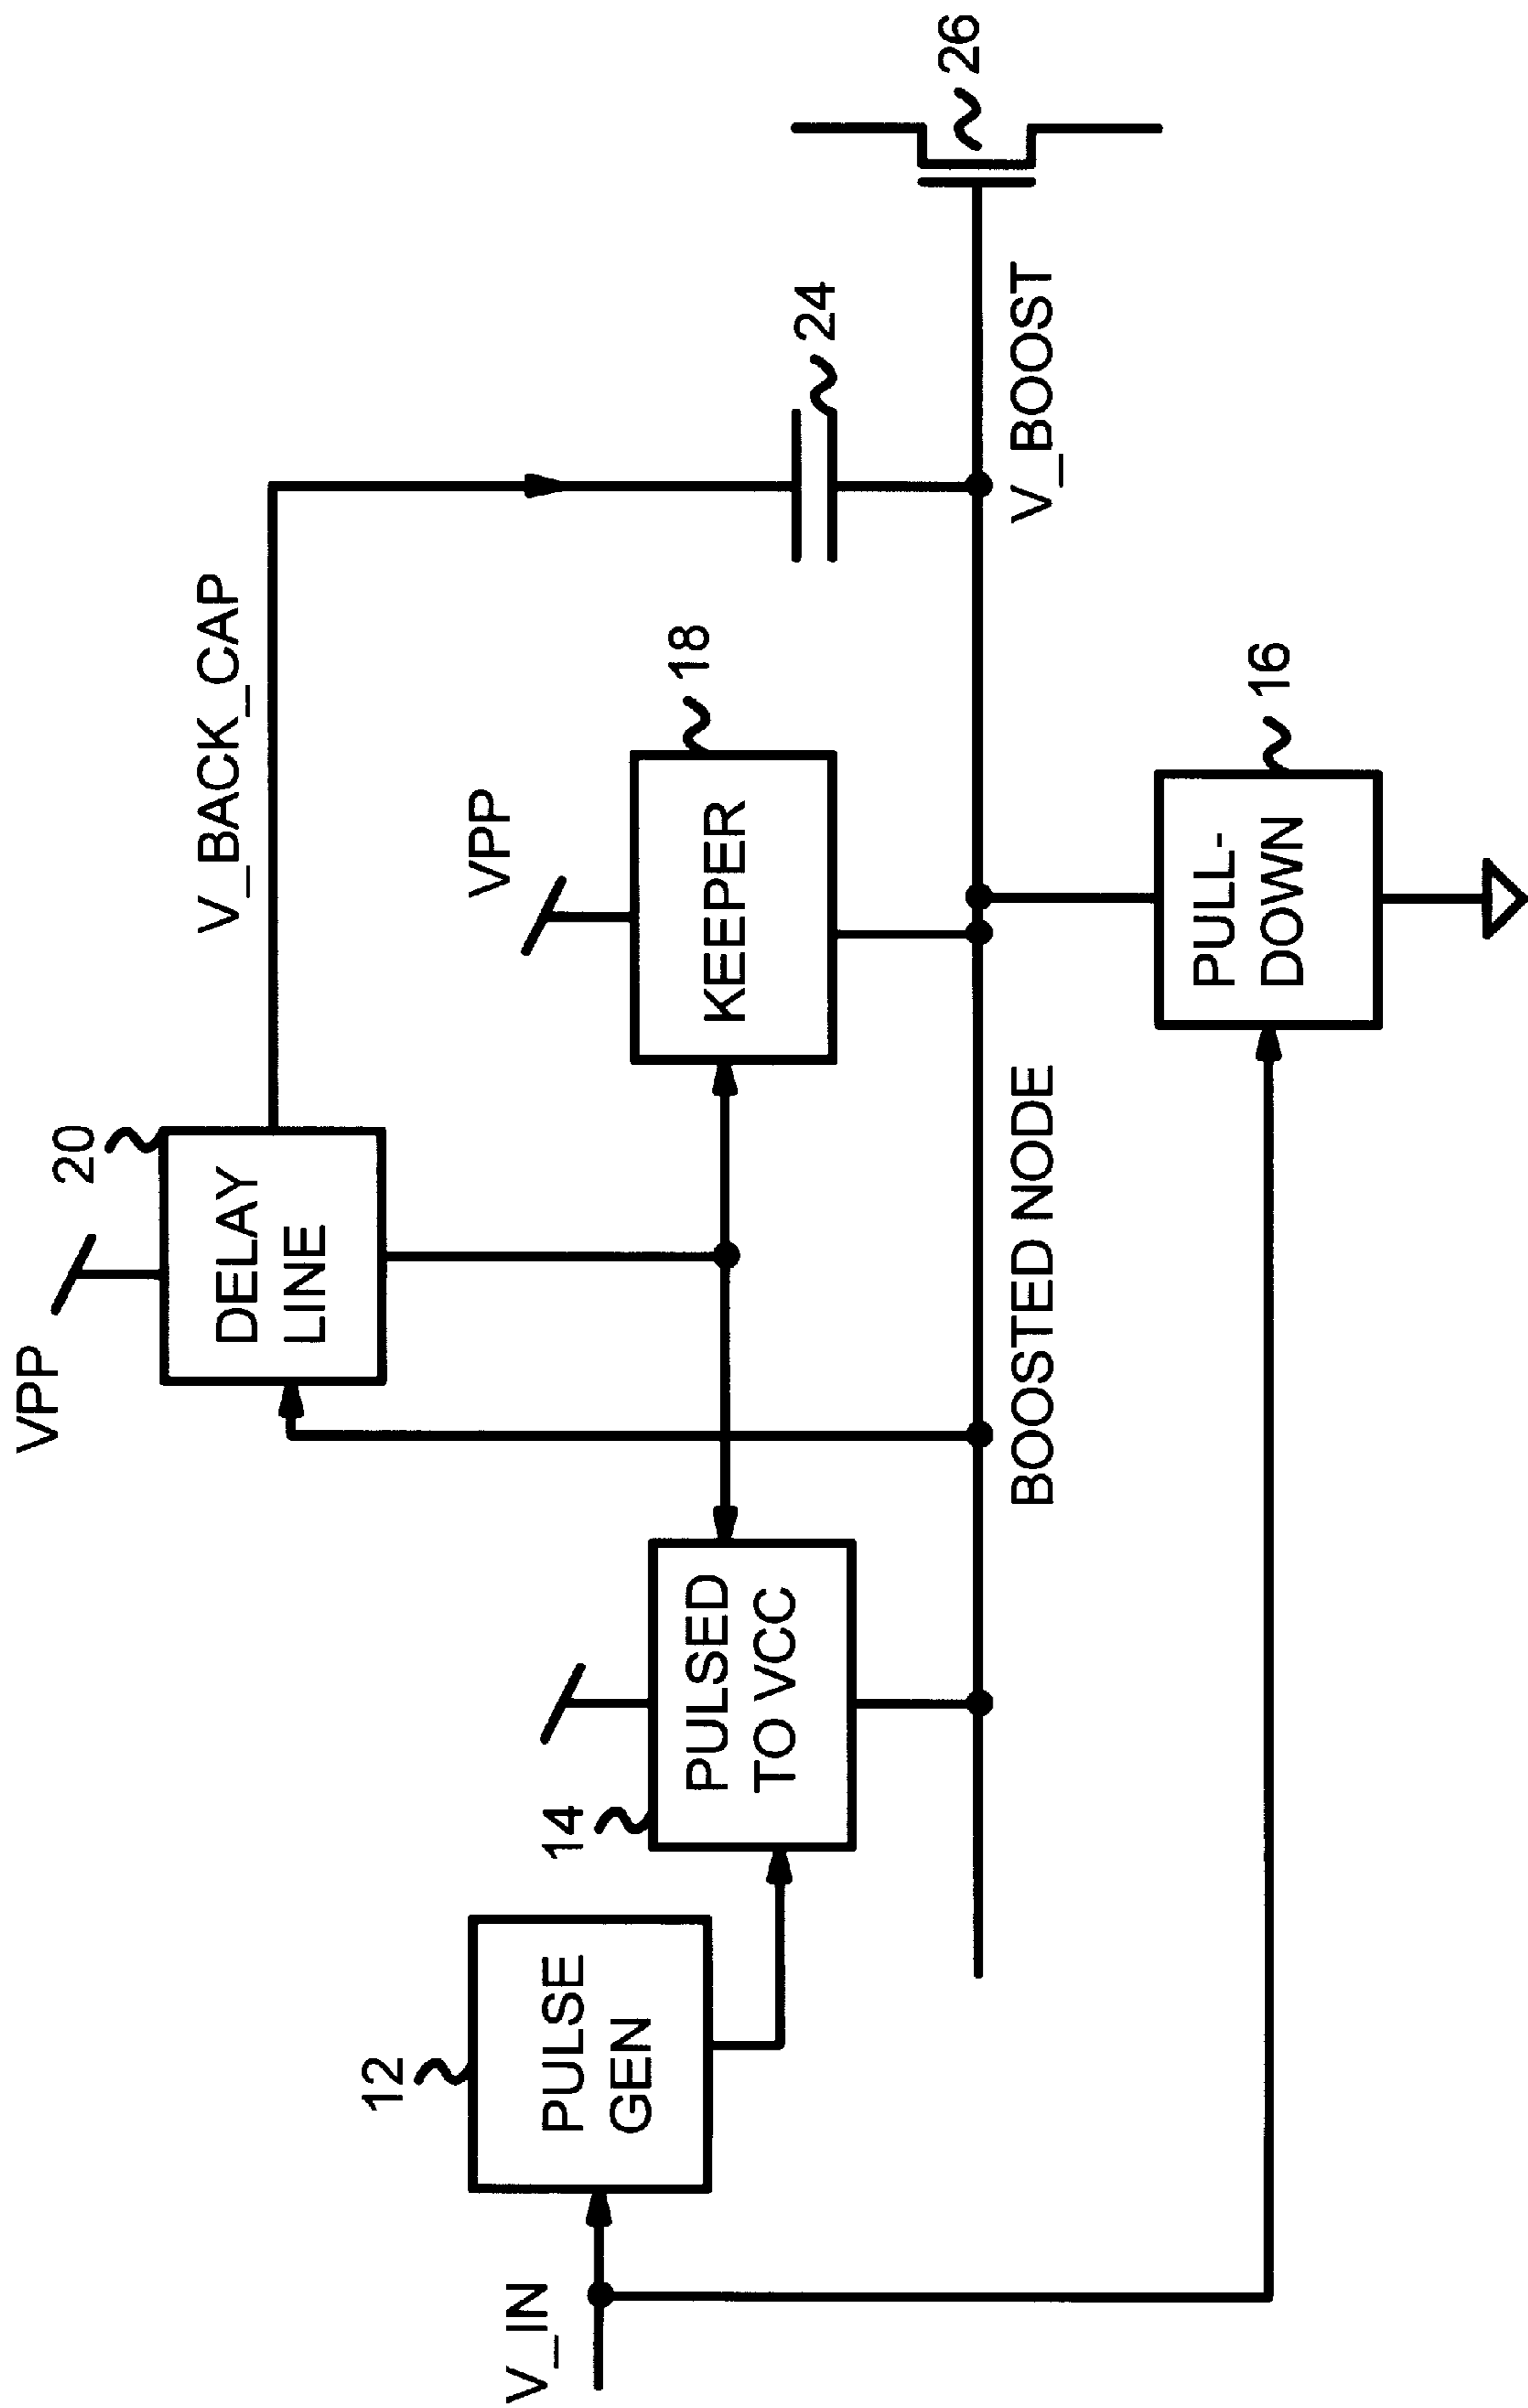 VPP
20
DELAY
LINE
V_BACK_CAP
VPP
18
KEEPER
24
26
12
PULSE
GEN
14
PULSED
TO VCC
V_IN
BOOSTED NODE
V_BOOST
16
PULL-
DOWN